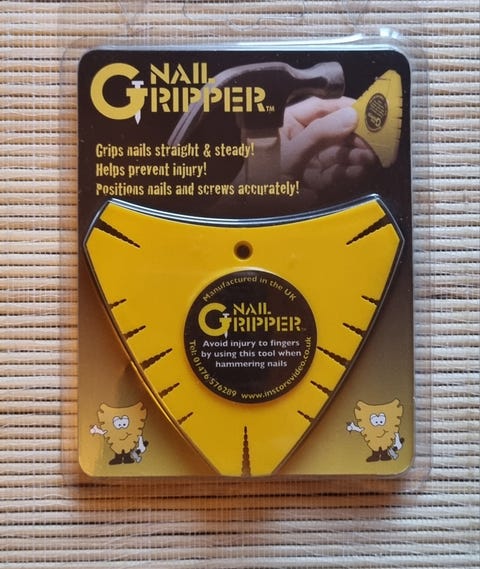 NAIL
GRIPPER™
Grips nails straight & steady!
Helps prevent injury!
Positions nails and screws accurately!
Manufactured in the UK
NAIL
GRIPPER™
Avoid injury to fingers
by using this tool when
hammering nails
Tel: 01476 576289 www.instorevideo.co.uk